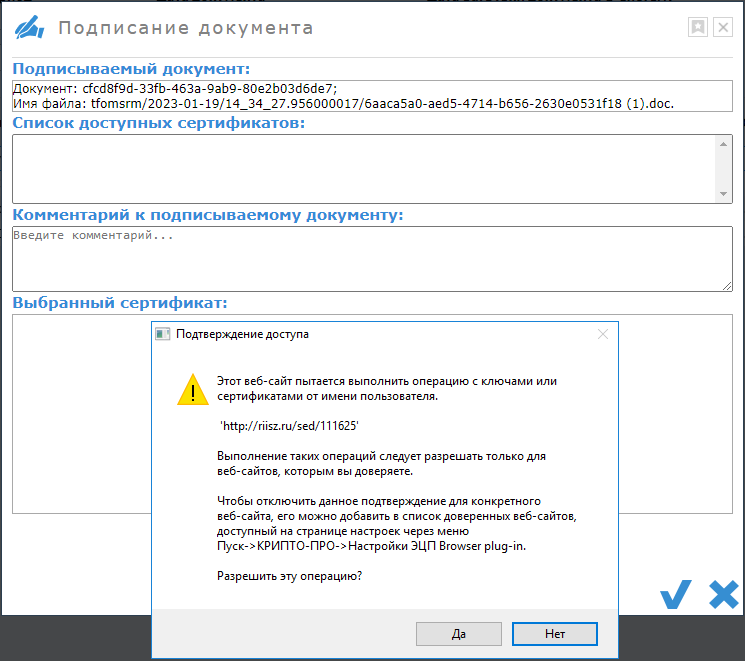 Подписание документа
Подписываемый документ:
Документ: cfcd8f9d-33fb-463a-9ab9-80e2b03d6de7;
Имя файла: tfomsrm/2023-01-19/14_34_27.956000017/6aaca5a0-aed5-4714-b656-2630e0531f18 (1).doc.
Список доступных сертификатов:
Комментарий к подписываемому документу:
Введите комментарий...
Выбранный сертификат:
Подтверждение доступа
Этот веб-сайт пытается выполнить операцию с ключами или
сертификатами от имени пользователя.
'http://riisz.ru/sed/111625'
Выполнение таких операций следует разрешать только для
веб-сайтов, которым вы доверяете.
Чтобы отключить данное подтверждение для конкретного
веб-сайта, его можно добавить в список доверенных веб-сайтов,
доступный на странице настроек через меню
Пуск->КРИПТО-ПРО->Настройки ЭЦП Browser plug-in.
Разрешить эту операцию?
Да
Нет